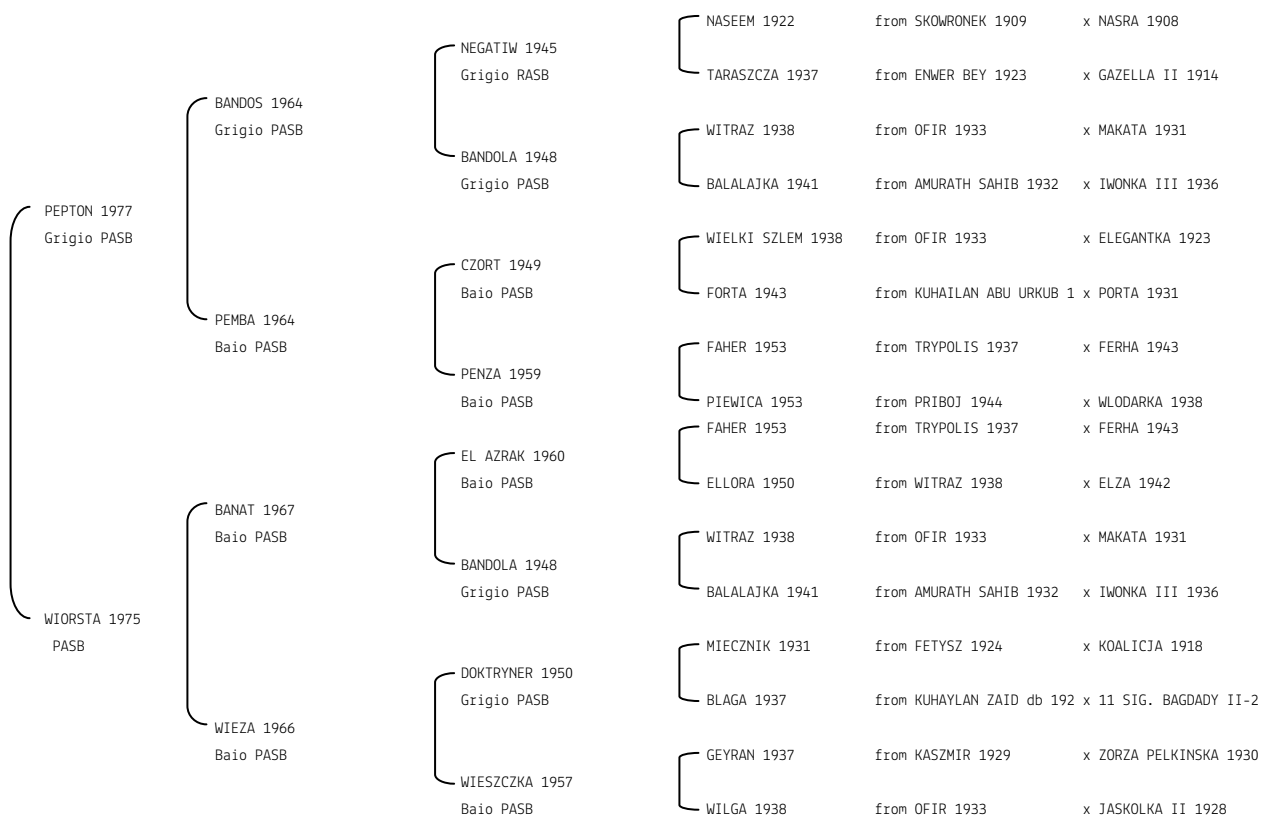 NASEEM 1922 from SKOWRONEK 1909 x NASRA 1908
NEGATIW 1945
Grigio RASB
TARASZCZA 1937 from ENWER BEY 1923 x GAZELLA II 1914
BANDOS 1964
Grigio PASB
WITRAZ 1938 from OFIR 1933 x MAKATA 1931
BANDOLA 1948
Grigio PASB
BALALAJKA 1941 from AMURATH SAHIB 1932 x IWONKA III 1936
PEPTON 1977
Grigio PASB
WIELKI SZLEM 1938 from OFIR 1933 x ELEGANTKA 1923
CZORT 1949
Baio PASB
FORTA 1943 from KUHAILAN ABU URKUB 1 x PORTA 1931
PEMBA 1964
Baio PASB
FAHER 1953 from TRYPOLIS 1937 x FERHA 1943
PENZA 1959
Baio PASB
PIEWICA 1953 from PRIBOJ 1944 x WLODARKA 1938
FAHER 1953 from TRYPOLIS 1937 x FERHA 1943
EL AZRAK 1960
Baio PASB
ELLORA 1950 from WITRAZ 1938 x ELZA 1942
BANAT 1967
Baio PASB
WITRAZ 1938 from OFIR 1933 x MAKATA 1931
BANDOLA 1948
Grigio PASB
BALALAJKA 1941 from AMURATH SAHIB 1932 x IWONKA III 1936
WIORSTA 1975
PASB
MIECZNIK 1931 from FETYSZ 1924 x KOALICJA 1918
DOKTRYNER 1950
Grigio PASB
BLAGA 1937 from KUHAYLAN ZAID db 192 x 11 SIG. BAGDADY II-2
WIEZA 1966
Baio PASB
GEYRAN 1937 from KASZMIR 1929 x ZORZA PELKINSKA 1930
WIESZCZKA 1957
Baio PASB
WILGA 1938 from OFIR 1933 x JASKOLKA II 1928